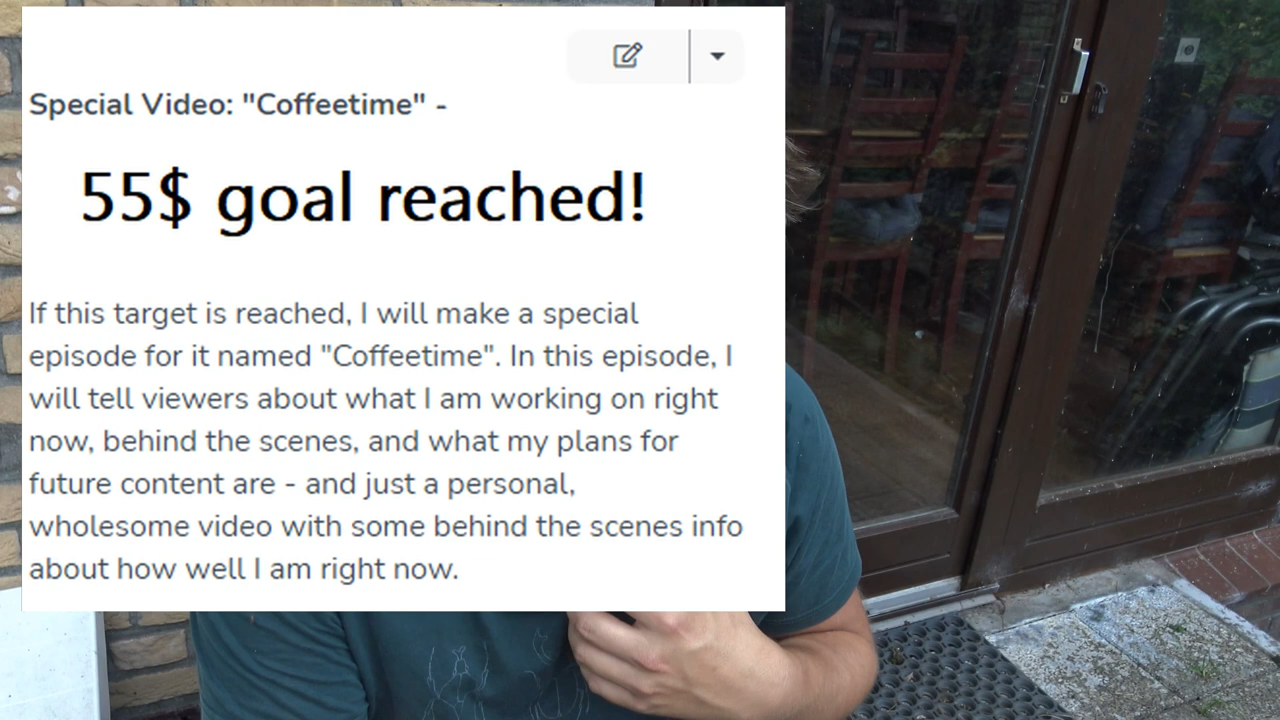 Special Video: "Coffeetime" -
55$ goal reached!
If this target is reached, I will make a special
episode for it named "Coffeetime". In this episode, I
will tell viewers about what I am working on right
now, behind the scenes, and what my plans for
future content are - and just a personal,
wholesome video with some behind the scenes info
about how well I am right now.